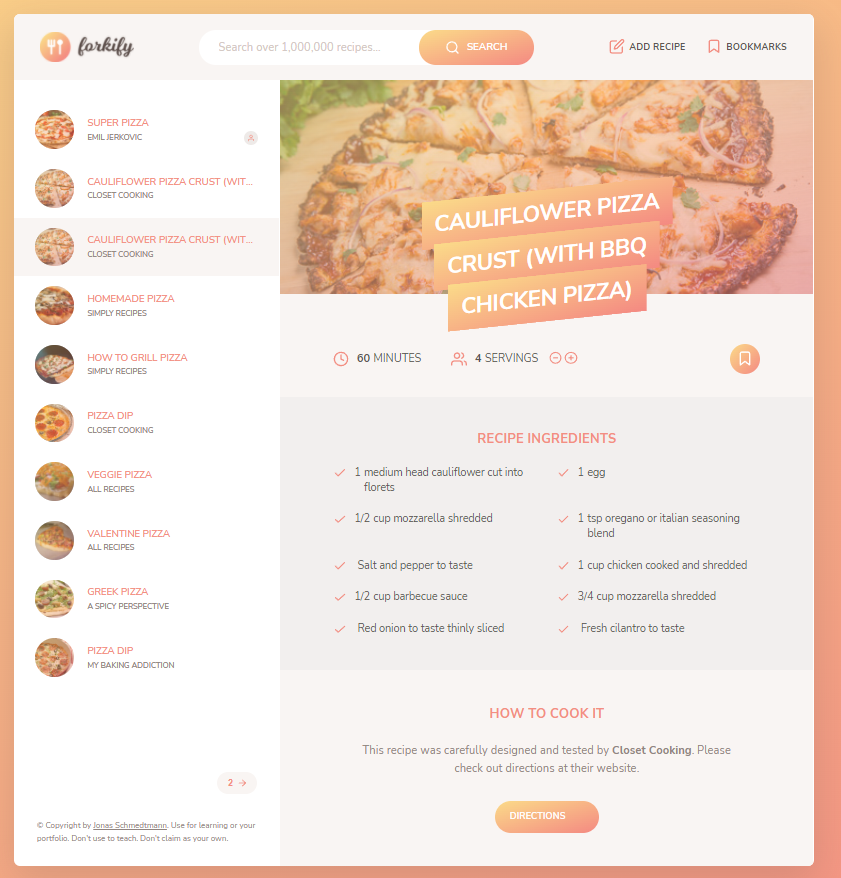 forkify
Search over 1,000,000 recipes...
SEARCH
ADD RECIPE
BOOKMARKS
SUPER PIZZA
EMIL JERKOVIC
CAULIFLOWER PIZZA CRUST (WIT...
CLOSET COOKING
CAULIFLOWER PIZZA CRUST (WIT...
CLOSET COOKING
HOMEMADE PIZZA
SIMPLY RECIPES
HOW TO GRILL PIZZA
SIMPLY RECIPES
PIZZA DIP
CLOSET COOKING
VEGGIE PIZZA
ALL RECIPES
VALENTINE PIZZA
ALL RECIPES
GREEK PIZZA
A SPICY PERSPECTIVE
PIZZA DIP
MY BAKING ADDICTION
2
© Copyright by Jonas Schmedtmann. Use for learning or your
portfolio. Don't use to teach. Don't claim as your own.
CAULIFLOWER PIZZA
CRUST (WITH BBQ
CHICKEN PIZZA)
60 MINUTES
4 SERVINGS
RECIPE INGREDIENTS
1 medium head cauliflower cut into
florets
1 egg
1/2 cup mozzarella shredded
1 tsp oregano or italian seasoning
blend
Salt and pepper to taste
1 cup chicken cooked and shredded
1/2 cup barbecue sauce
3/4 cup mozzarella shredded
Red onion to taste thinly sliced
Fresh cilantro to taste
HOW TO COOK IT
This recipe was carefully designed and tested by Closet Cooking. Please
check out directions at their website.
DIRECTIONS